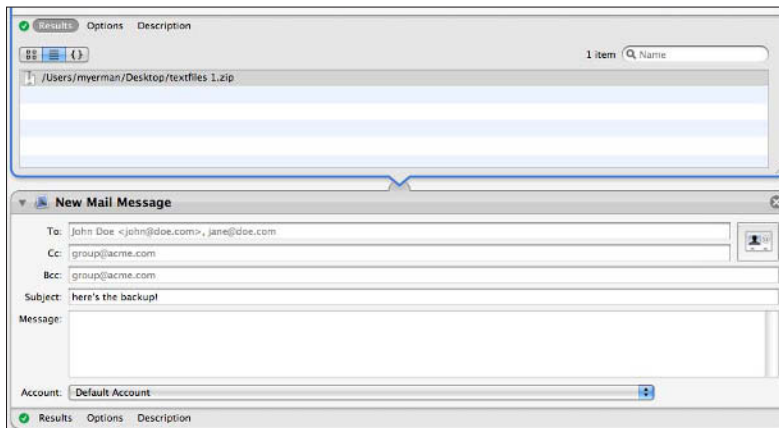 Results Options Description
1 item Name
/Users/myerman/Desktop/textfiles 1.zip
New Mail Message
To: John Doe <john@doe.com>, jane@doe.com
Cc: group@acme.com
Bcc: group@acme.com
Subject: here's the backup!
Message:
Account: Default Account
Results Options Description